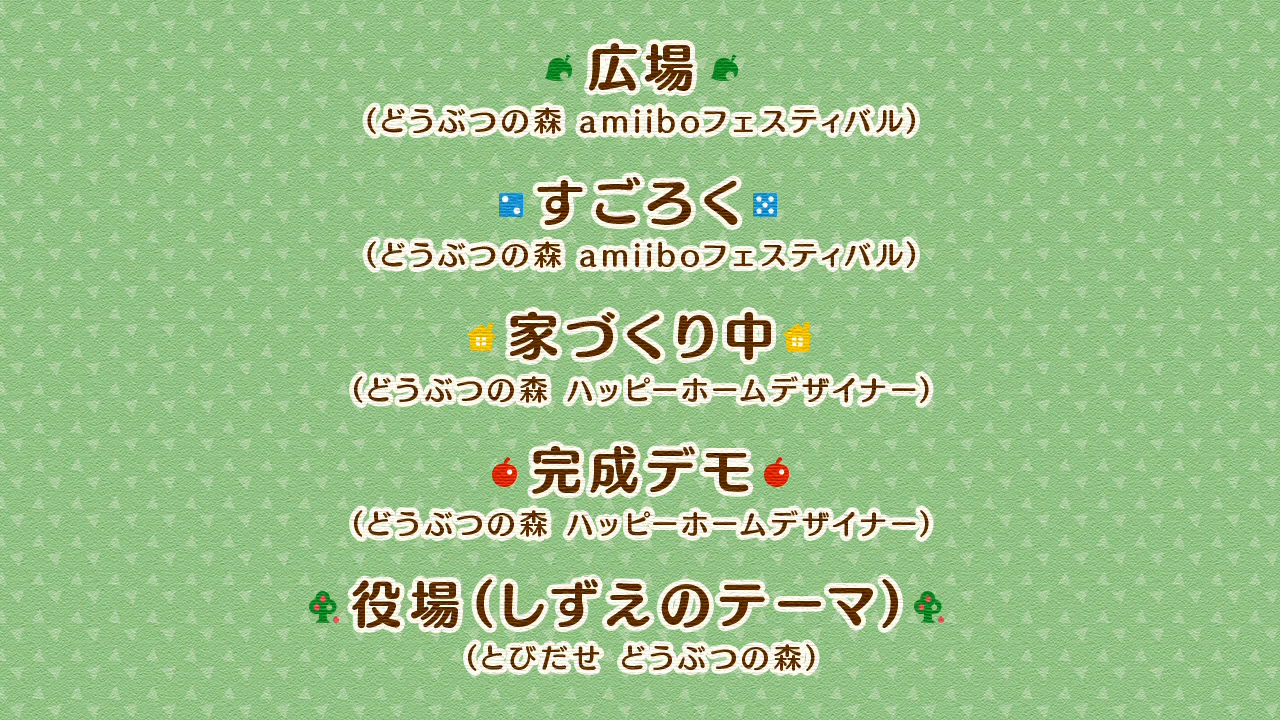 広場
（どうぶつの森 amiiboフェスティバル）
すごろく
（どうぶつの森 amiiboフェスティバル）
家づくり中
（どうぶつの森 ハッピーホームデザイナー）
完成デモ
（どうぶつの森 ハッピーホームデザイナー）
役場（しずえのテーマ）
（とびだせ どうぶつの森）